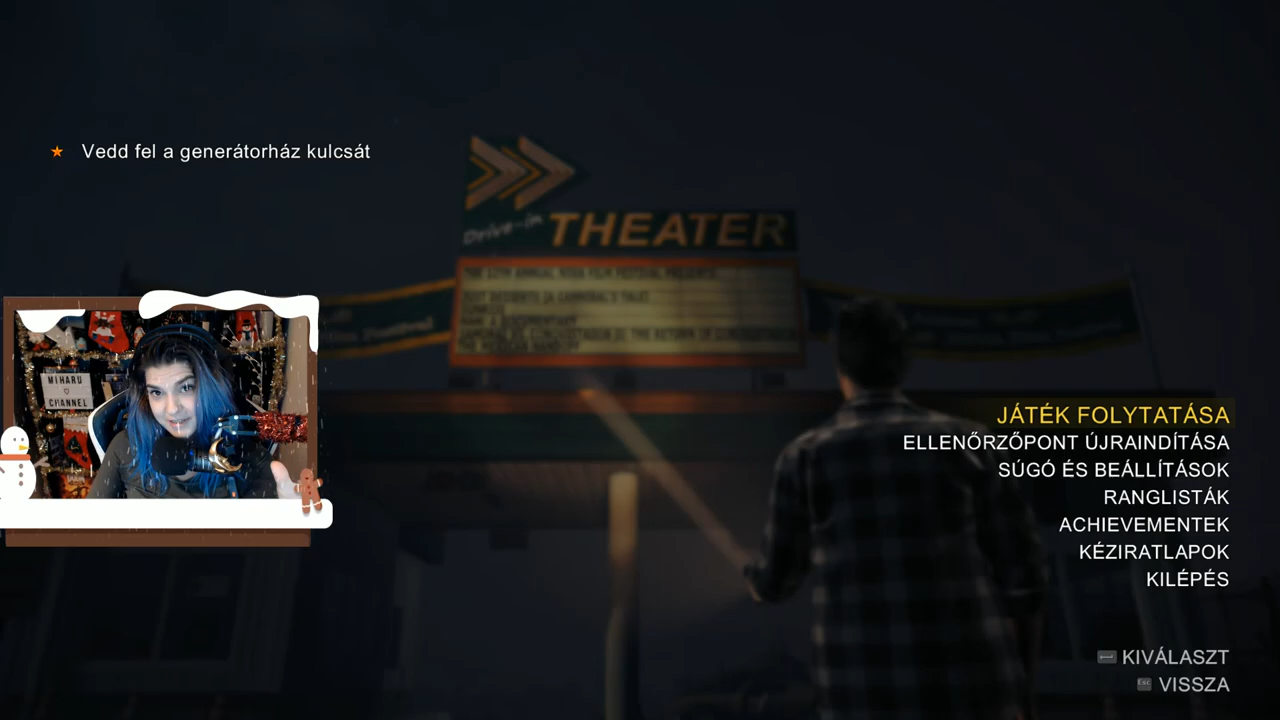 Vedd fel a generátorház kulcsát
Drive-in THEATER
MIHARU
CHANNEL
JÁTÉK FOLYTATÁSA
ELLENŐRZŐPONT ÚJRAINDÍTÁSA
SÚGÓ ÉS BEÁLLÍTÁSOK
RANGLISTÁK
ACHIEVEMENTEK
KÉZIRATLAPOK
KILÉPÉS
KIVÁLASZT
Esc VISSZA